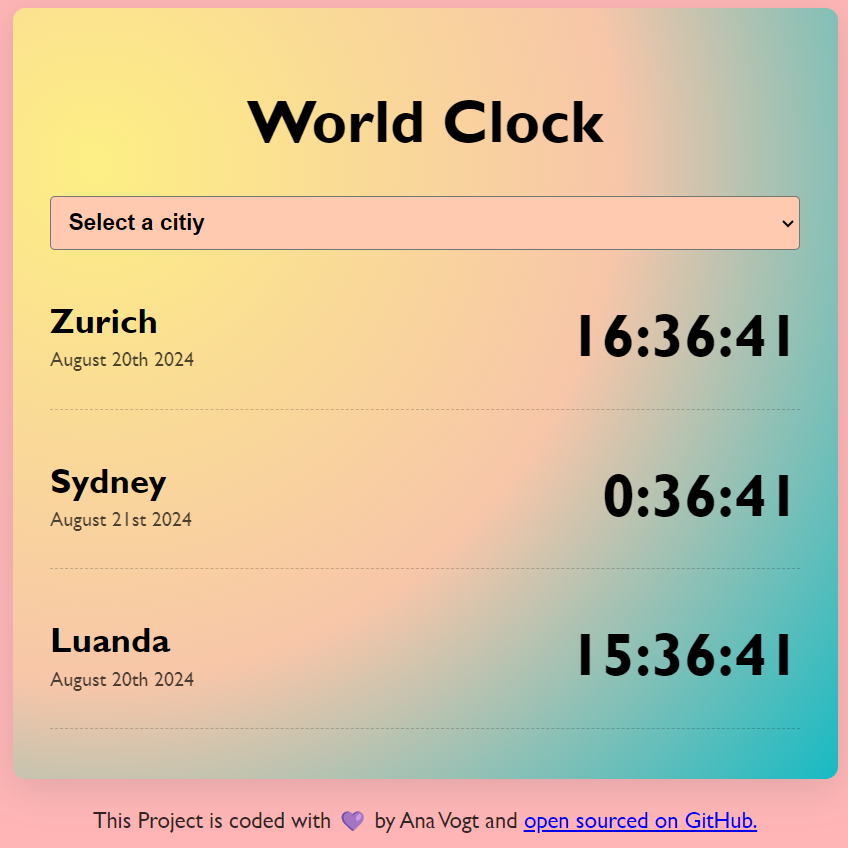 World Clock
Select a citiy
Zurich
August 20th 2024
16:36:41
Sydney
August 21st 2024
0:36:41
Luanda
August 20th 2024
15:36:41
This Project is coded with 💜 by Ana Vogt and open sourced on GitHub.